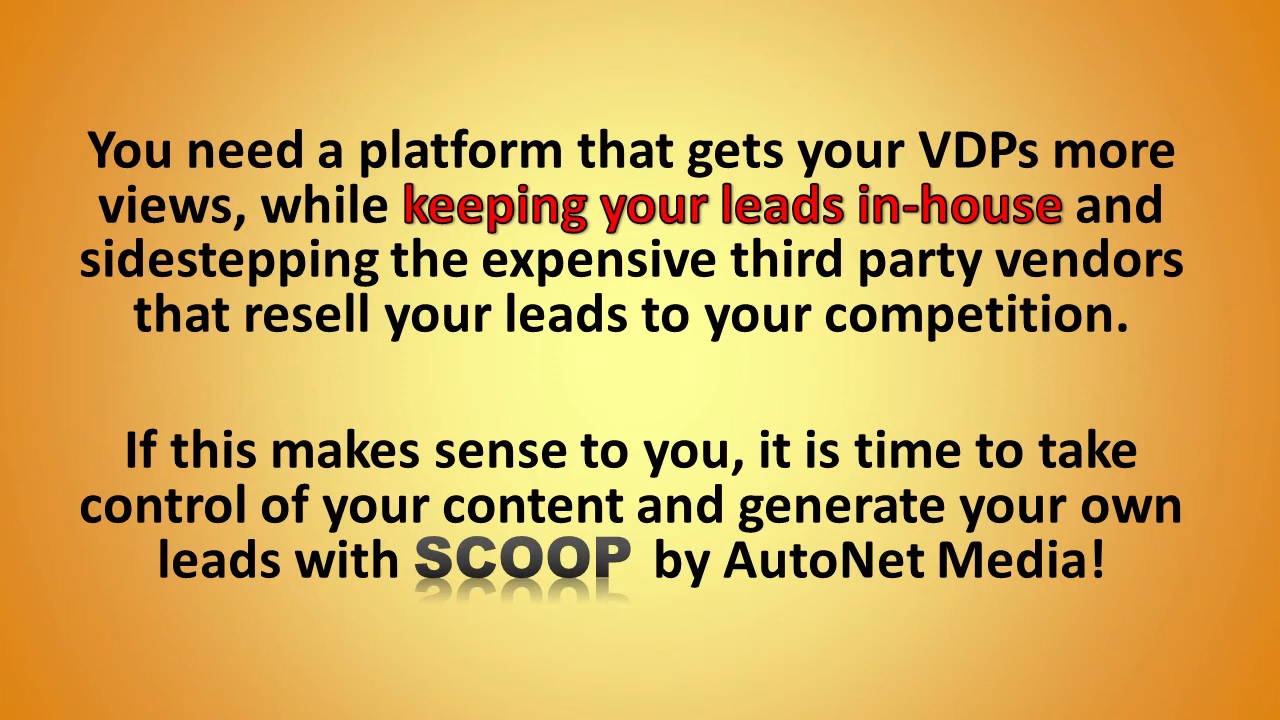 You need a platform that gets your VDPs more
views, while keeping your leads in-house and
sidestepping the expensive third party vendors
that resell your leads to your competition.
If this makes sense to you, it is time to take
control of your content and generate your own
leads with SCOOP by AutoNet Media!